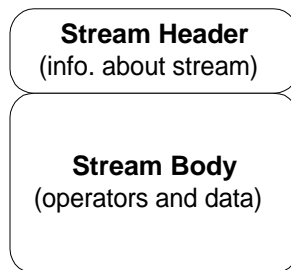 Stream Header
(info. about stream)
Stream Body
(operators and data)